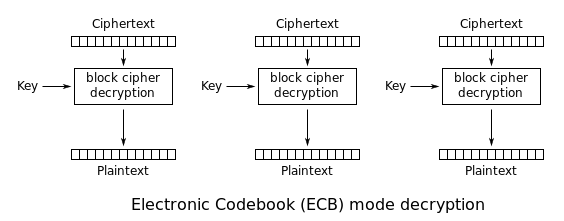 Ciphertext Ciphertext Ciphertext
Key block cipher decryption Key block cipher decryption Key block cipher decryption
Plaintext Plaintext Plaintext
Electronic Codebook (ECB) mode decryption